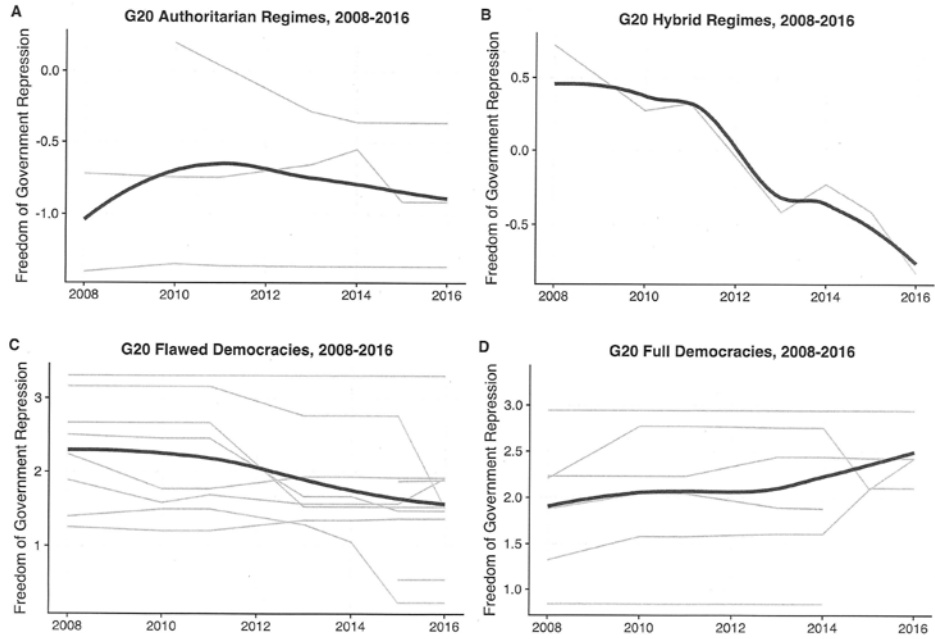 A
G20 Authoritarian Regimes, 2008-2016
Freedom of Government Repression
0.0
-0.5
-1.0
2008 2010 2012 2014 2016
B
G20 Hybrid Regimes, 2008-2016
Freedom of Government Repression
0.5
0.0
-0.5
2008 2010 2012 2014 2016
C
G20 Flawed Democracies, 2008-2016
Freedom of Government Repression
3
2
1
2008 2010 2012 2014 2016
D
G20 Full Democracies, 2008-2016
Freedom of Government Repression
3.0
2.5
2.0
1.5
1.0
2008 2010 2012 2014 2016